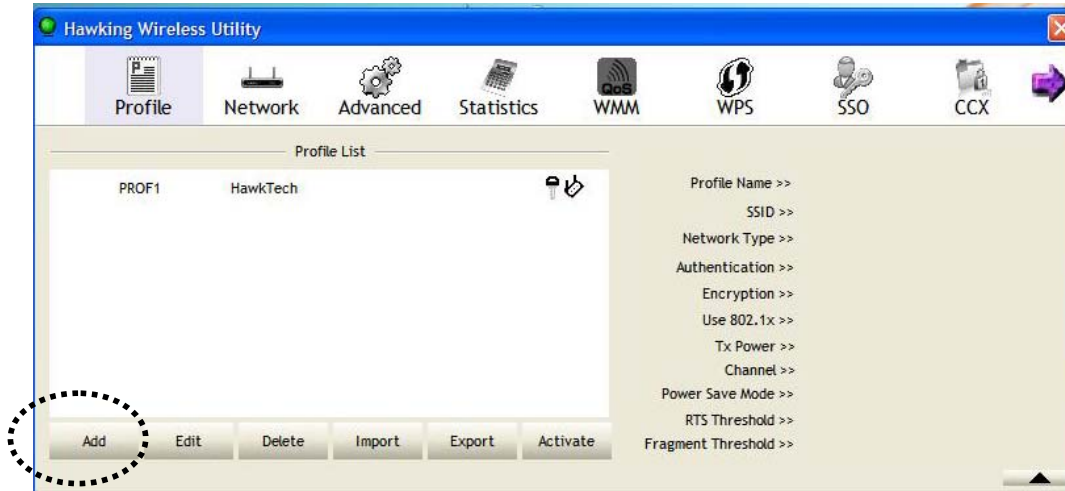 Hawking Wireless Utility
Profile Network Advanced Statistics QoS WMM WPS SSO CCX
Profile List
PROF1 HawkTech
Add Edit Delete Import Export Activate
Profile Name >>
SSID >>
Network Type >>
Authentication >>
Encryption >>
Use 802.1x >>
Tx Power >>
Channel >>
Power Save Mode >>
RTS Threshold >>
Fragment Threshold >>